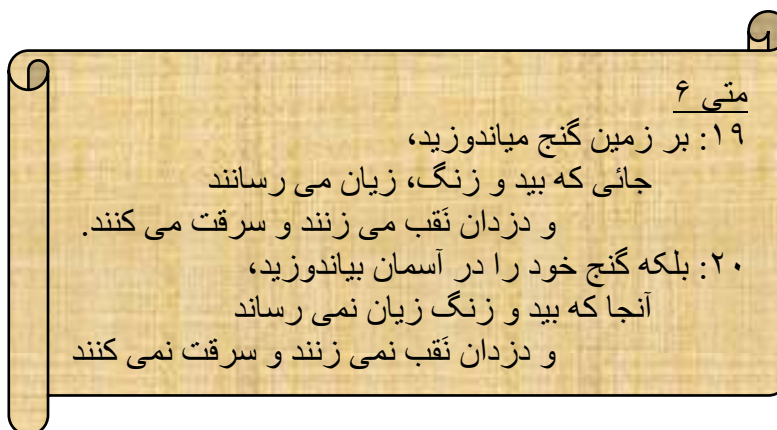 متی ۶
۱۹: بر زمین گنج میاندوزید،
جائی که بید و زنگ، زیان می رسانند
و دزدان نَقب می زنند و سرقت می کنند.
۲۰: بلکه گنج خود را در آسمان بیاندوزید،
آنجا که بید و زنگ زیان نمی رساند
و دزدان نَقب نمی زنند و سرقت نمی کنند